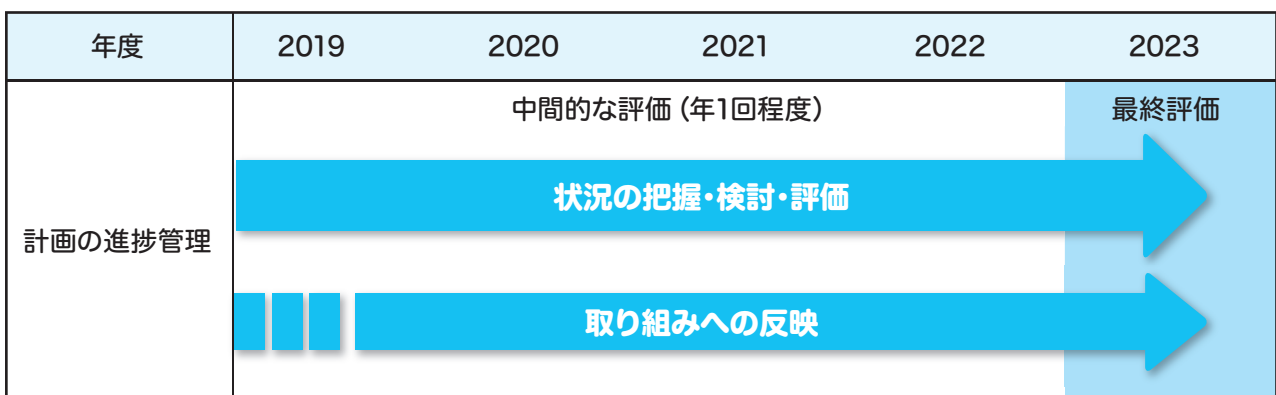 年度 2019 2020 2021 2022 2023
中間的な評価（年1回程度） 最終評価
状況の把握・検討・評価
計画の進捗管理
取り組みへの反映